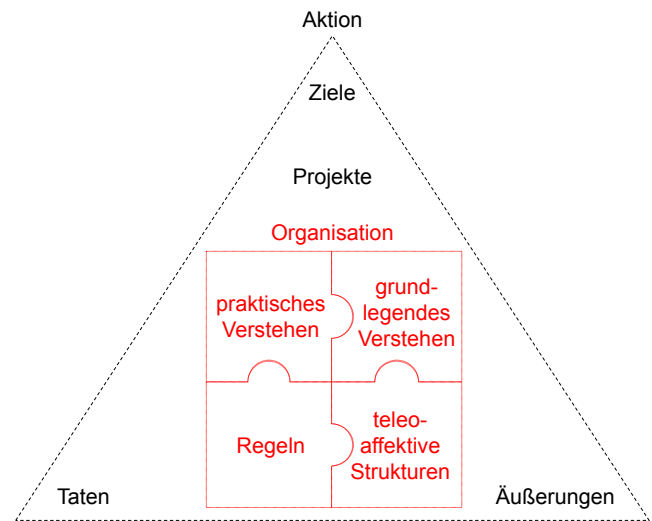 Aktion
Ziele
Projekte
Organisation
praktisches
Verstehen
grund-
legendes
Verstehen
Regeln
teleo-
affektive
Strukturen
Taten
Äußerungen